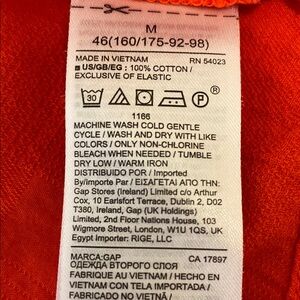 M
46(160/175-92-98)
MADE IN VIETNAM RN 54023
■ US/GB/EG : 100% COTTON /
EXCLUSIVE OF ELASTIC
30 P
1166
MACHINE WASH COLD GENTLE
CYCLE / WASH AND DRY WITH LIKE
COLORS / ONLY NON-CHLORINE
BLEACH WHEN NEEDED / TUMBLE
DRY LOW / WARM IRON
DISTRIBUIDO POR / Imported
By/importe Par / ΕΙΣΑΓΕΤΑΙ ΑΠΟ ΤΗΝ:
Gap Stores (Ireland) Limited c/o Arthur
Cox, 10 Earlsfort Terrace, Dublin 2, D02
T380, Ireland, Gap (UK Holdings)
Limited, 2nd Floor Nations House, 103
Wigmore Street, London, W1U 1QS, UK
Egypt importer: RIGE, LLC
MARCA:GAP CA 17897
ОДЕЖДА ВТОРОГО СЛОЯ
FABRIQUE AU VIETNAM / HECHO EN
VIETNAM CON TELA IMPORTADA /
FABRICADO NO VIETNÃ /